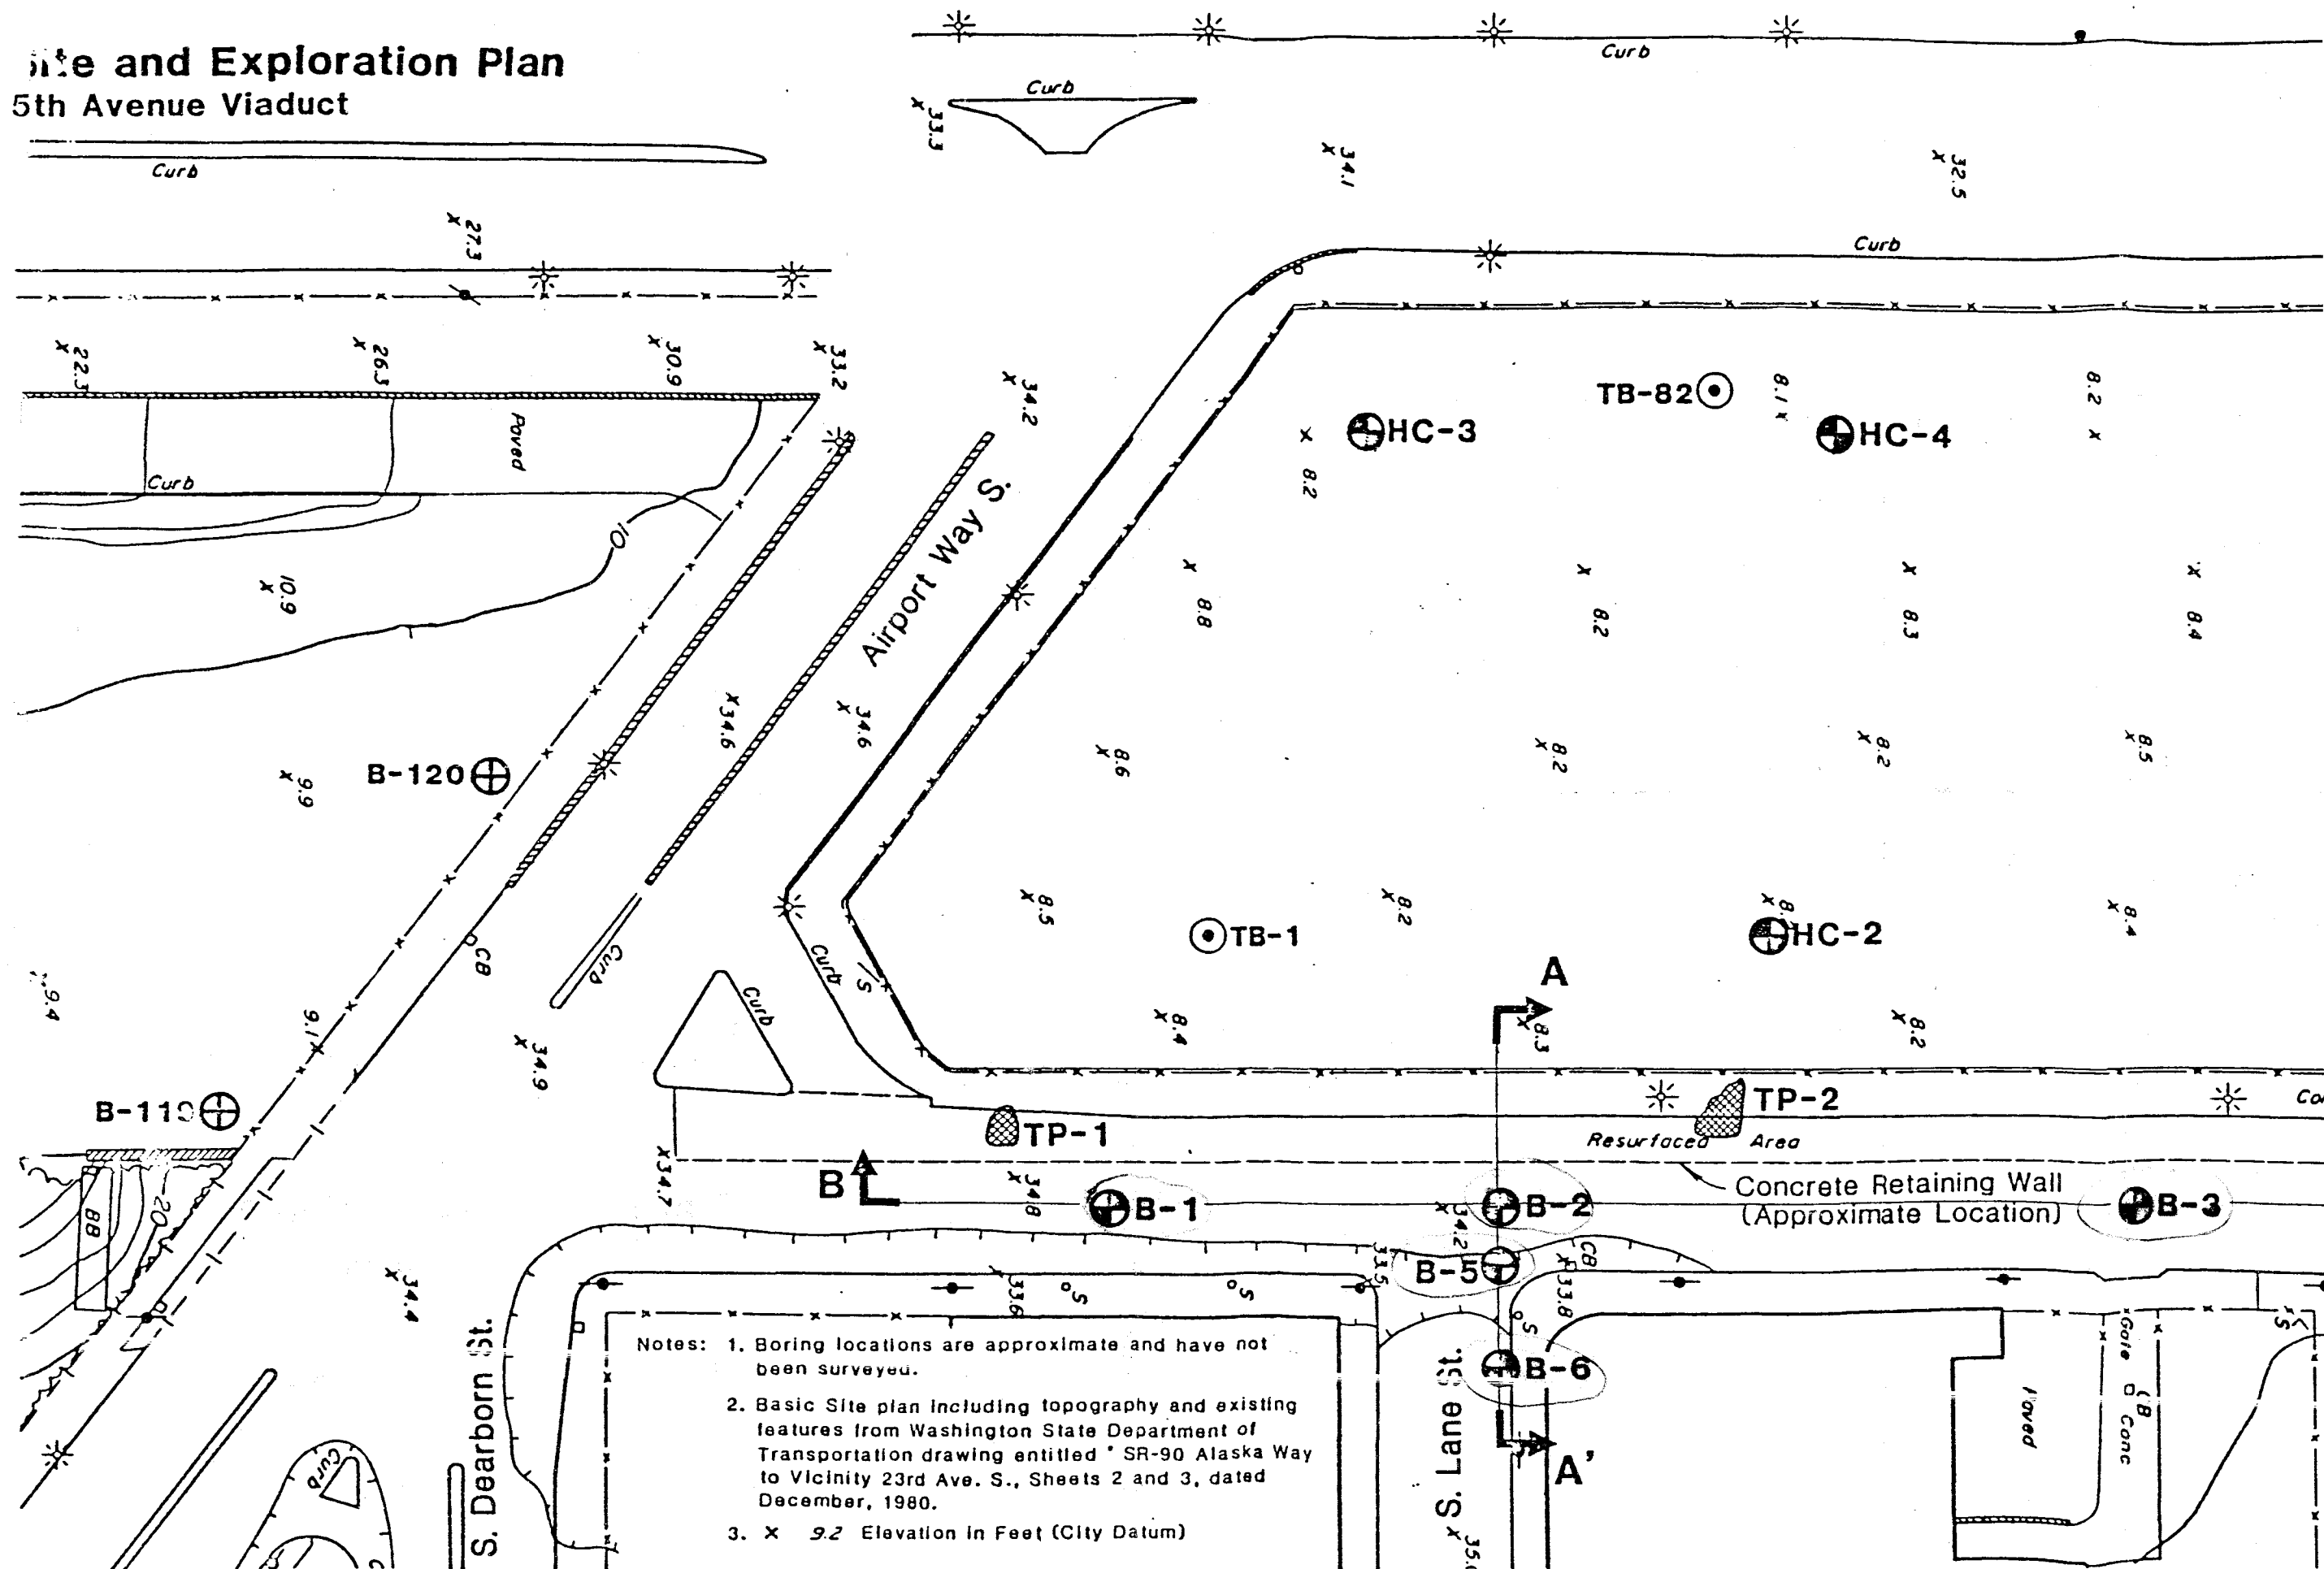 Site and Exploration Plan
5th Avenue Viaduct
Curb
Curb
Curb
33.3
34.1
32.5
27.3
Curb
22.3
26.3
30.9
33.2
34.2
Paved
Curb
TB-82
8.1
8.2
HC-3
HC-4
8.2
10
Airport Way S.
10.9
8.8
8.2
8.3
8.4
34.6
34.6
8.6
8.2
8.2
8.5
B-120
9.9
8.5
8.2
8.4
TB-1
HC-2
CB
Curb
Curb
S
Curb
A
9.4
9.1
34.9
8.4
8.3
8.2
TP-1
TP-2
Resurfaced Area
34.7
B
34.8
B-1
B-2
B-3
Concrete Retaining Wall
(Approximate Location)
88
20
34.2
33.5
B-5
CB
33.8
34.4
33.6
S
S
S
S
B-6
S. Dearborn St.
S. Lane St.
A'
Gate
CB
Conc
Paved
Curb
35.
Notes: 1. Boring locations are approximate and have not
been surveyed.
2. Basic Site plan including topography and existing
features from Washington State Department of
Transportation drawing entitled " SR-90 Alaska Way
to Vicinity 23rd Ave. S., Sheets 2 and 3, dated
December, 1980.
3. X 9.2 Elevation in Feet (City Datum)